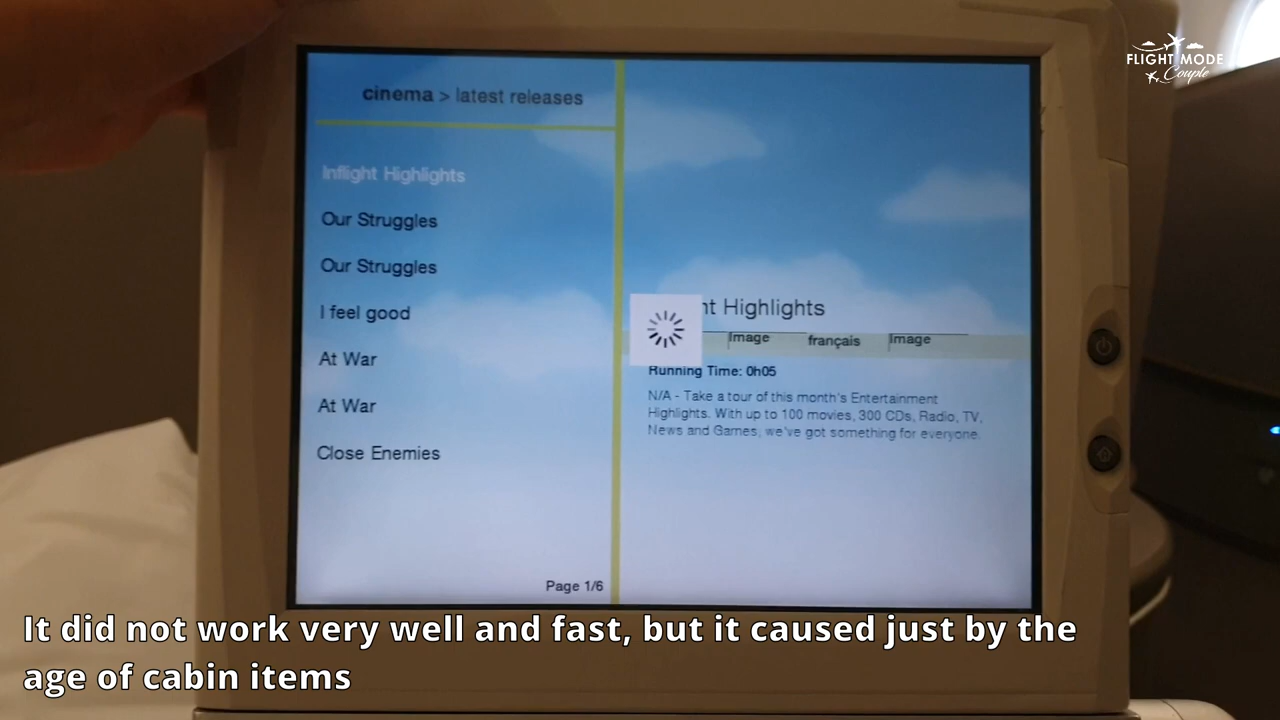 FLIGHT MODE
Couple
cinema > latest releases
Inflight Highlights
Our Struggles
Our Struggles
I feel good
At War
At War
Close Enemies
Page 1/6
nt Highlights
Image français Image
Running Time: 0h05
N/A - Take a tour of this month's Entertainment
Highlights. With up to 100 movies, 300 CDs, Radio, TV,
News and Games, we've got something for everyone.
It did not work very well and fast, but it caused just by the
age of cabin items